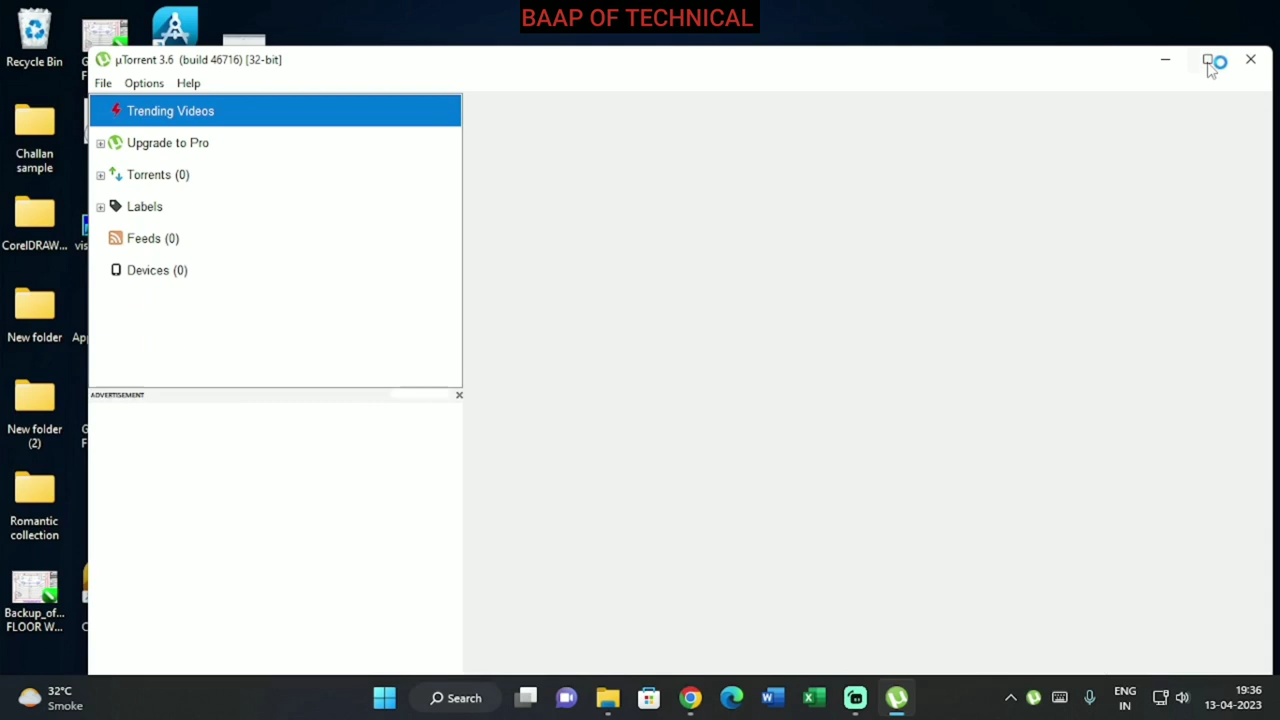 BAAP OF TECHNICAL
Recycle Bin
µTorrent 3.6 (build 46716) [32-bit]
File Options Help
Trending Videos
Upgrade to Pro
Torrents (0)
Labels
Feeds (0)
Devices (0)
ADVERTISEMENT
Challan
sample
CorelDRAW...
New folder
New folder
(2)
Romantic
collection
Backup_of...
FLOOR W...
32°C
Smoke
Search
ENG
IN
19:36
13-04-2023